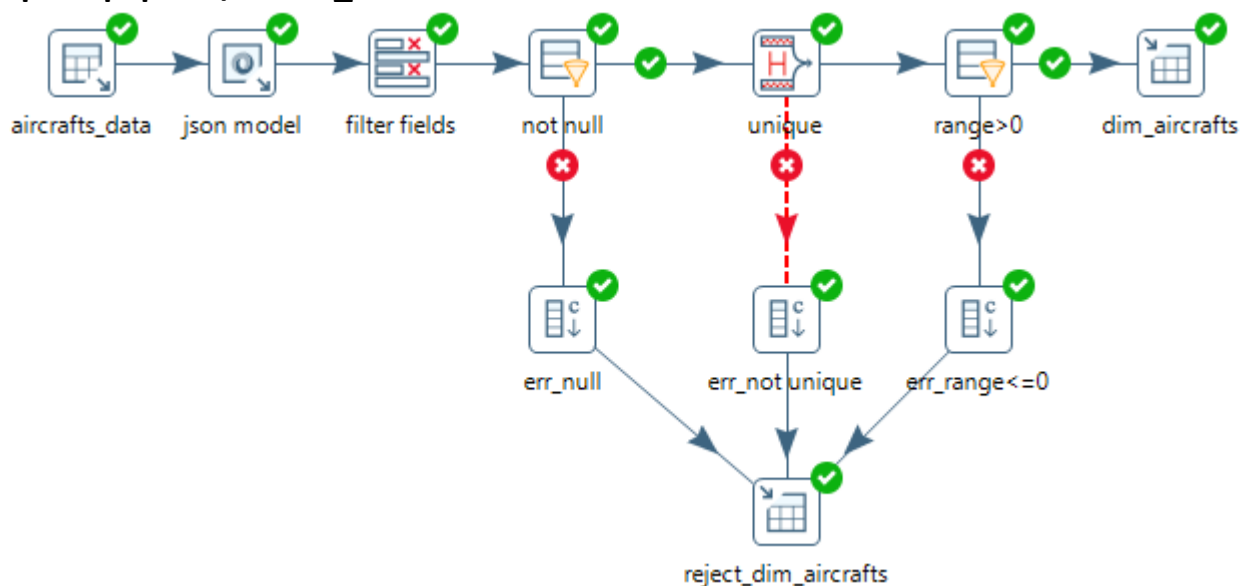 aircrafts_data
json model
filter fields
not null
unique
range>0
dim_aircrafts
err_null
err_not unique
err_range<=0
reject_dim_aircrafts